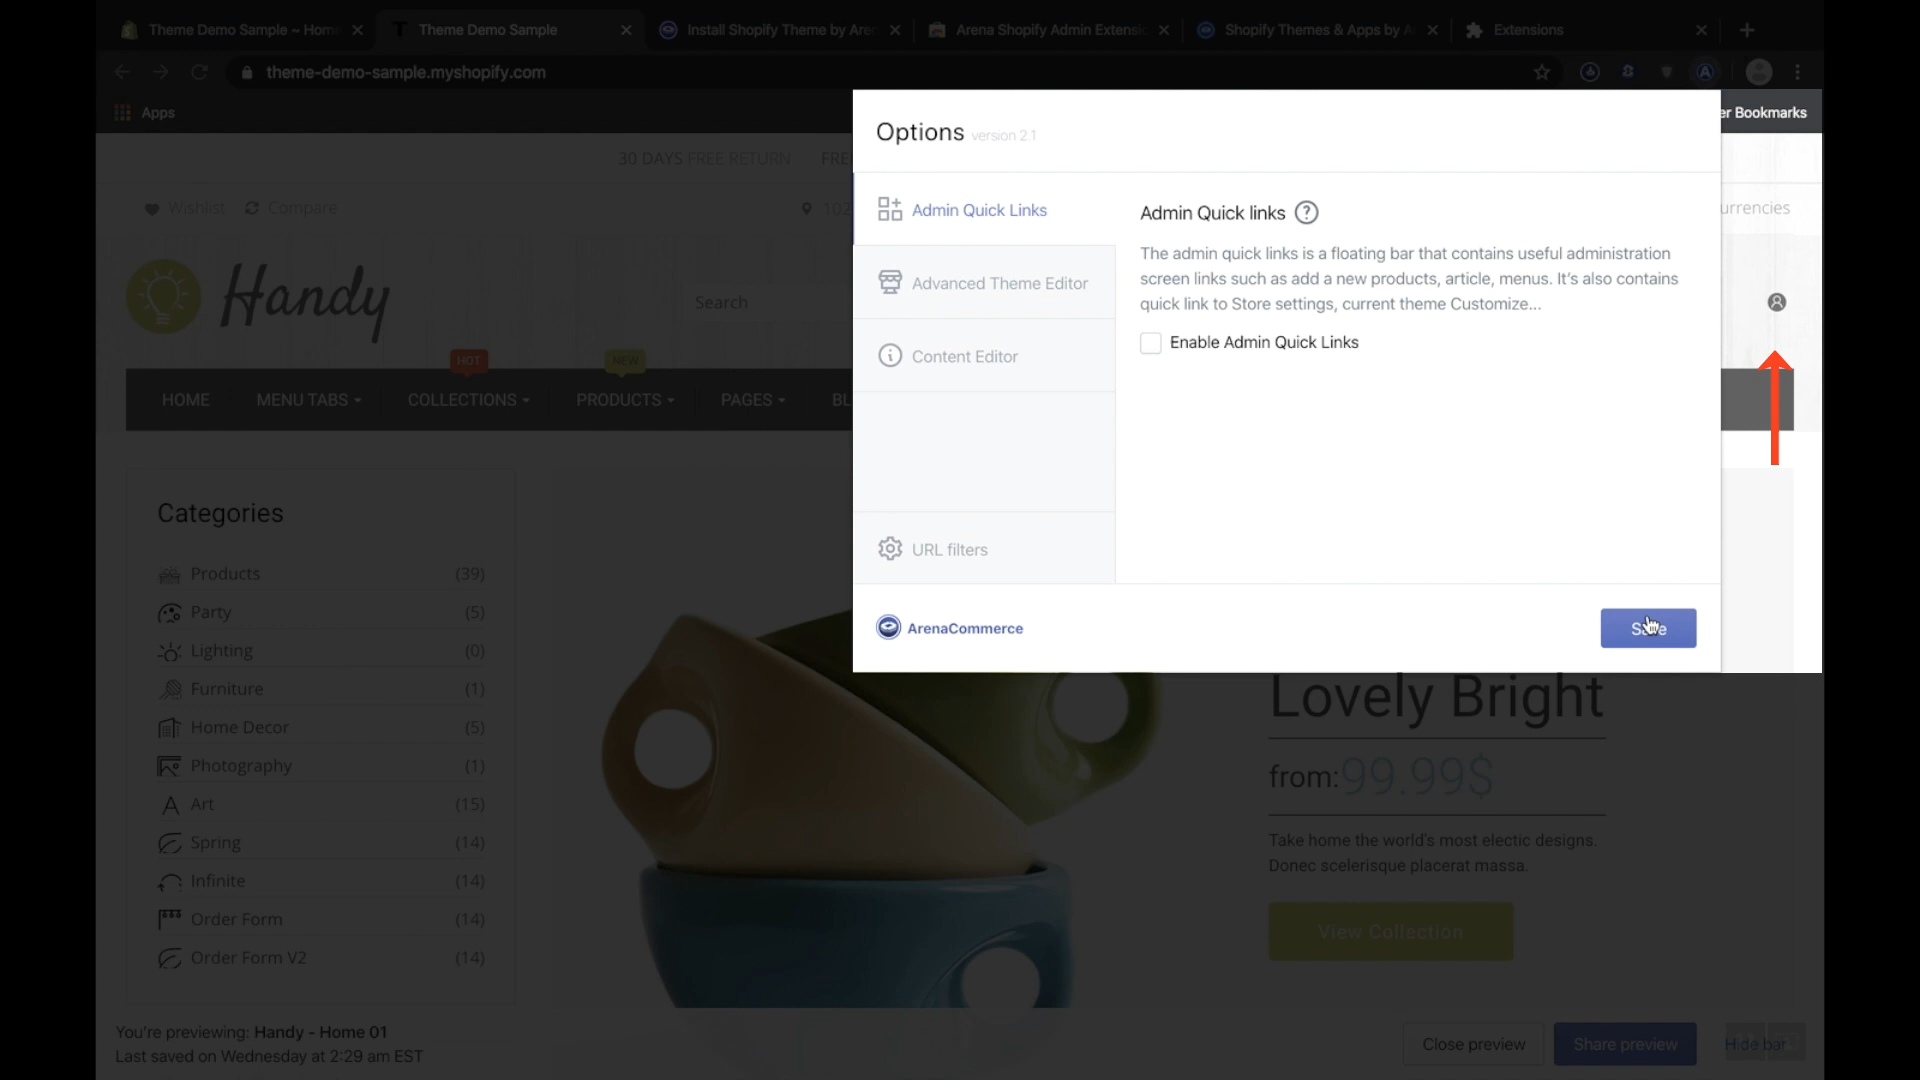 Theme Demo Sample ~ Home
Theme Demo Sample
Install Shopify Theme by Aren
Arena Shopify Admin Extensio
Shopify Themes & Apps by A
Extensions
theme-demo-sample.myshopify.com
Apps
er Bookmarks
30 DAYS FREE RETURN
FREE
Wishlist
Compare
102
urrencies
Handy
Search
HOT
NEW
HOME
MENU TABS
COLLECTIONS
PRODUCTS
PAGES
BL
Options version 2.1
Admin Quick Links
Advanced Theme Editor
Content Editor
URL filters
Admin Quick links
The admin quick links is a floating bar that contains useful administration
screen links such as add a new products, article, menus. It's also contains
quick link to Store settings, current theme Customize...
Enable Admin Quick Links
ArenaCommerce
Save
Categories
Products (39)
Party (5)
Lighting (0)
Furniture (1)
Home Decor (5)
Photography (1)
Art (15)
Spring (14)
Infinite (14)
Order Form (14)
Order Form V2 (14)
Lovely Bright
from:99.99$
Take home the world's most electic designs.
Donec scelerisque placerat massa.
View Collection
You're previewing: Handy - Home 01
Last saved on Wednesday at 2:29 am EST
Close preview
Share preview
Hide bar